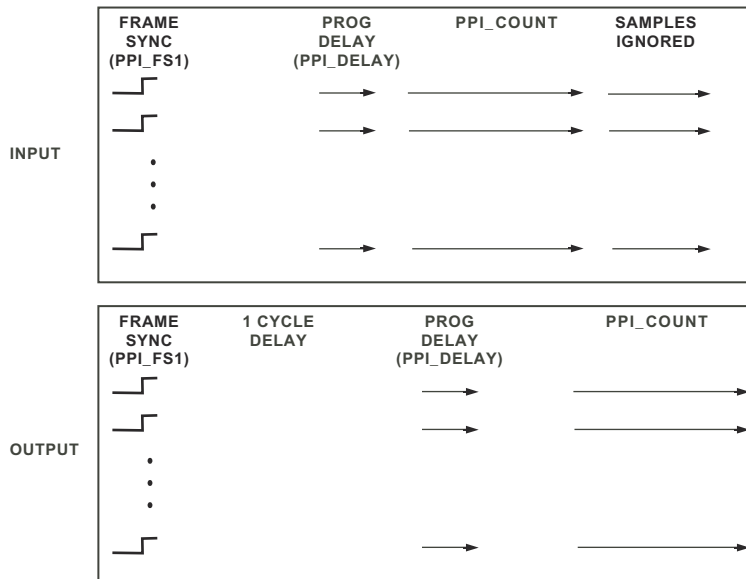 FRAME
SYNC
(PPI_FS1)
PROG
DELAY
(PPI_DELAY)
PPI_COUNT
SAMPLES
IGNORED
INPUT
FRAME
SYNC
(PPI_FS1)
1 CYCLE
DELAY
PROG
DELAY
(PPI_DELAY)
PPI_COUNT
OUTPUT